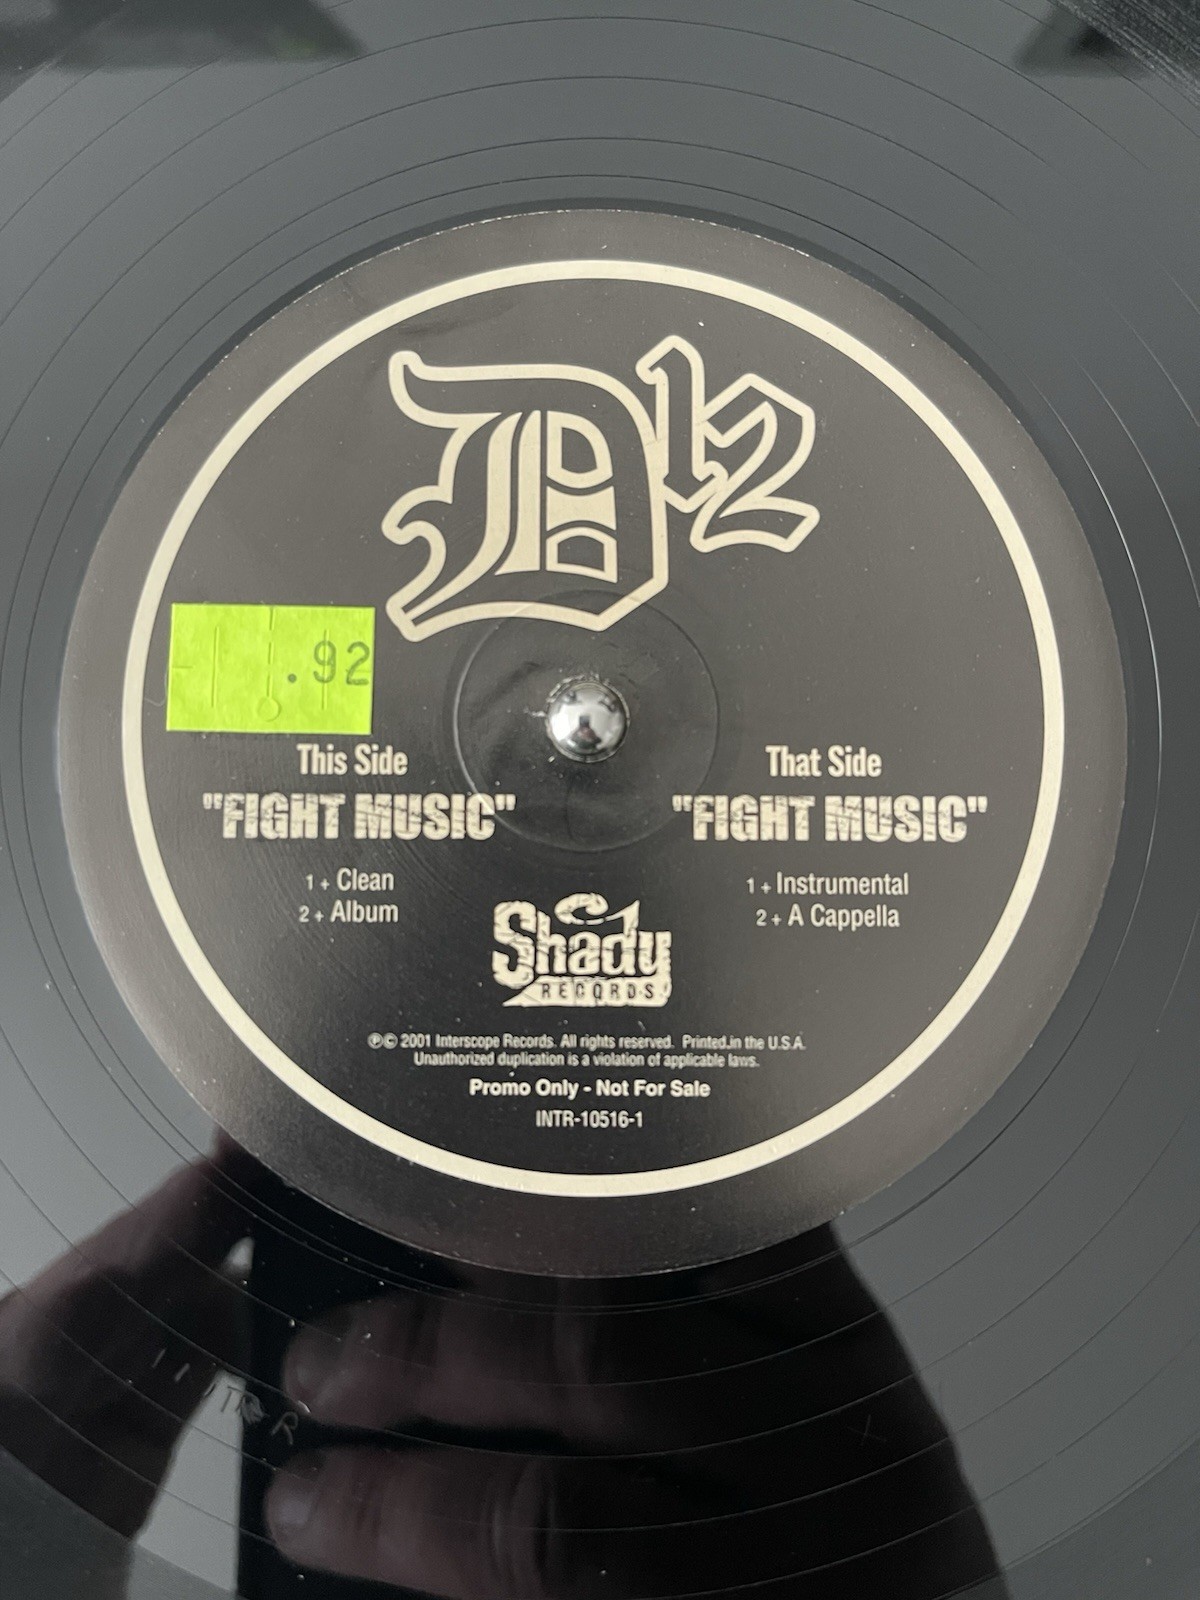 D12
.92
This Side
"FIGHT MUSIC"
1 + Clean
2 + Album
That Side
"FIGHT MUSIC"
1 + Instrumental
2 + A Cappella
Shady
RECORDS
℗© 2001 Interscope Records. All rights reserved. Printed in the U.S.A.
Unauthorized duplication is a violation of applicable laws.
Promo Only - Not For Sale
INTR-10516-1